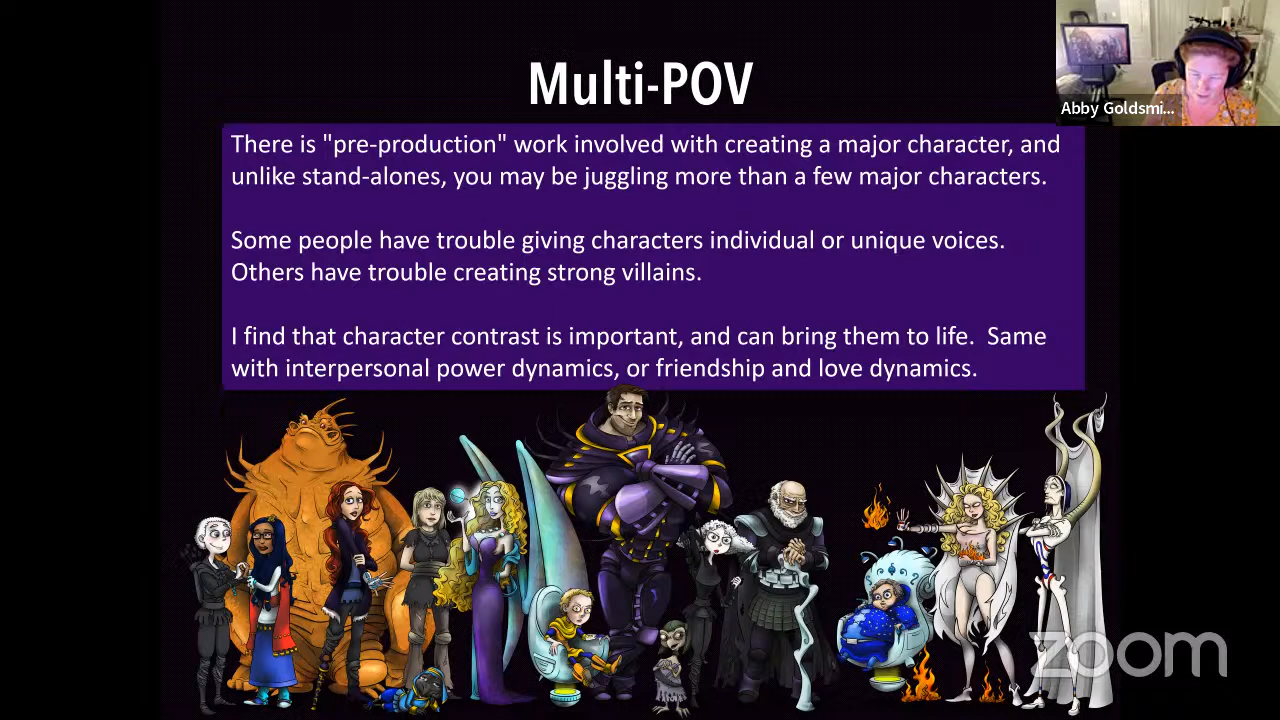 Multi-POV
Abby Goldsmi...
There is "pre-production" work involved with creating a major character, and
unlike stand-alones, you may be juggling more than a few major characters.
Some people have trouble giving characters individual or unique voices.
Others have trouble creating strong villains.
I find that character contrast is important, and can bring them to life.  Same
with interpersonal power dynamics, or friendship and love dynamics.
zoom